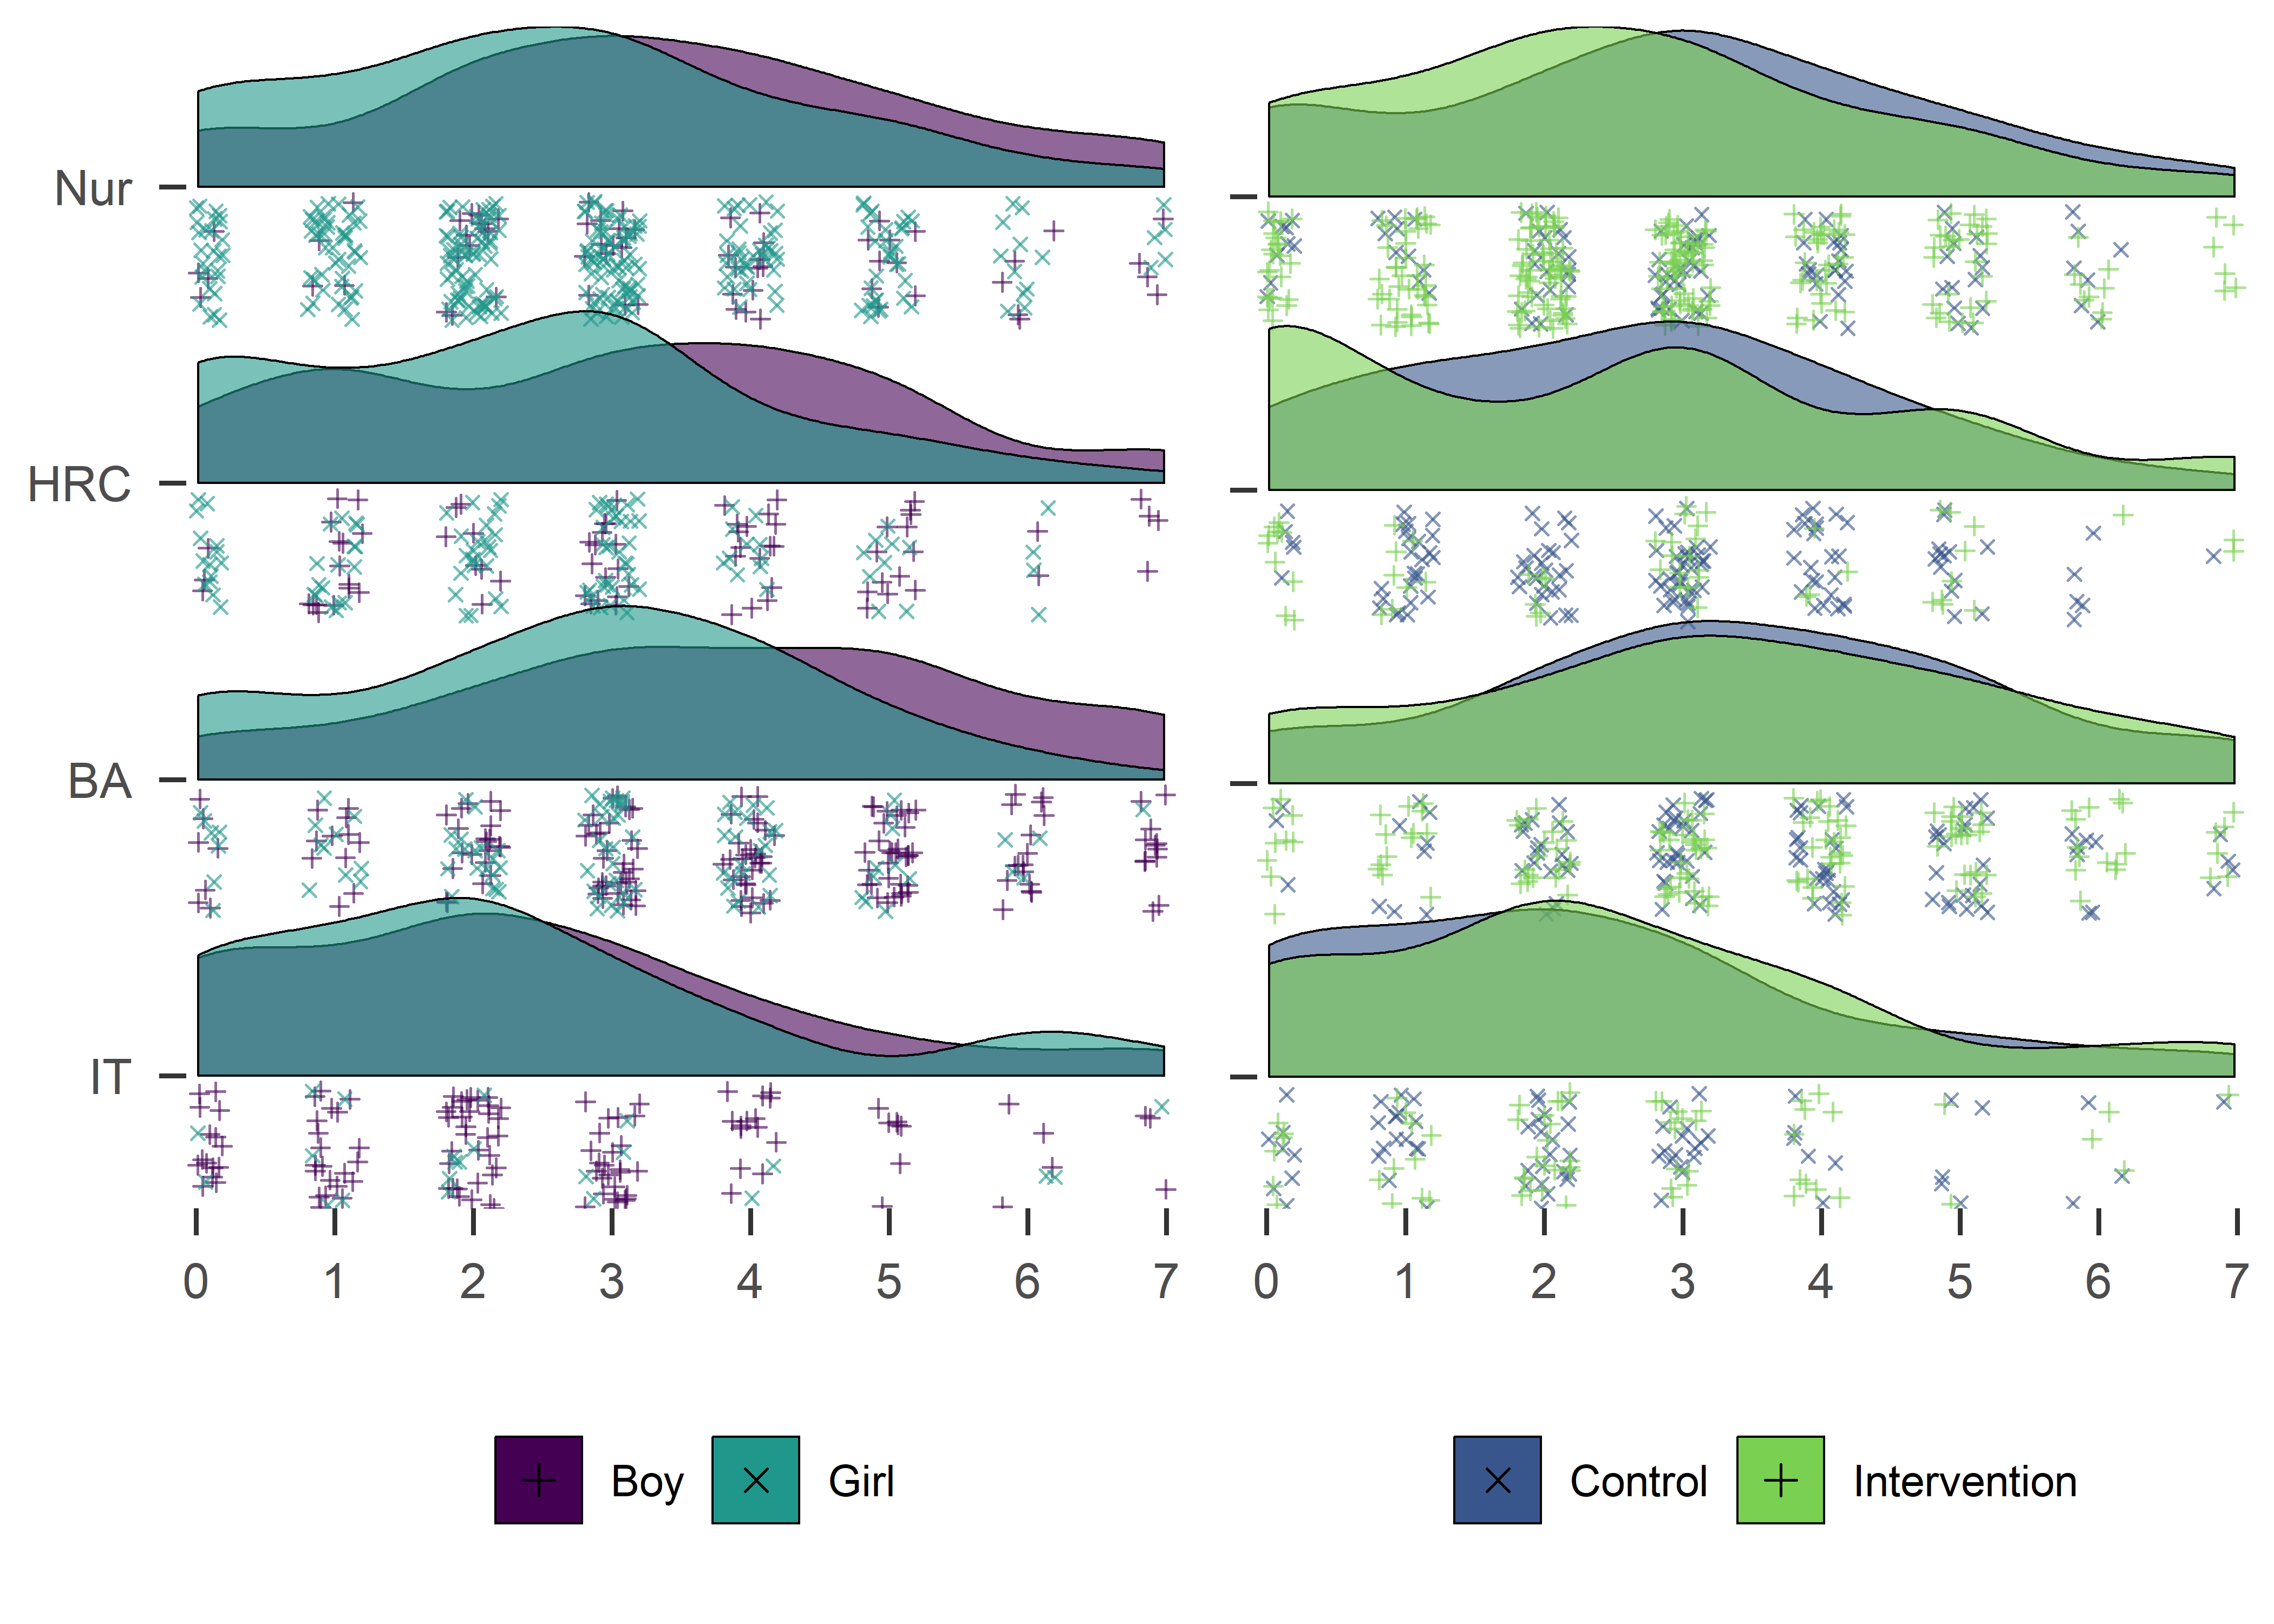 Nur
HRC
BA
IT
0 1 2 3 4 5 6 7
0 1 2 3 4 5 6 7
Boy Girl
Control Intervention